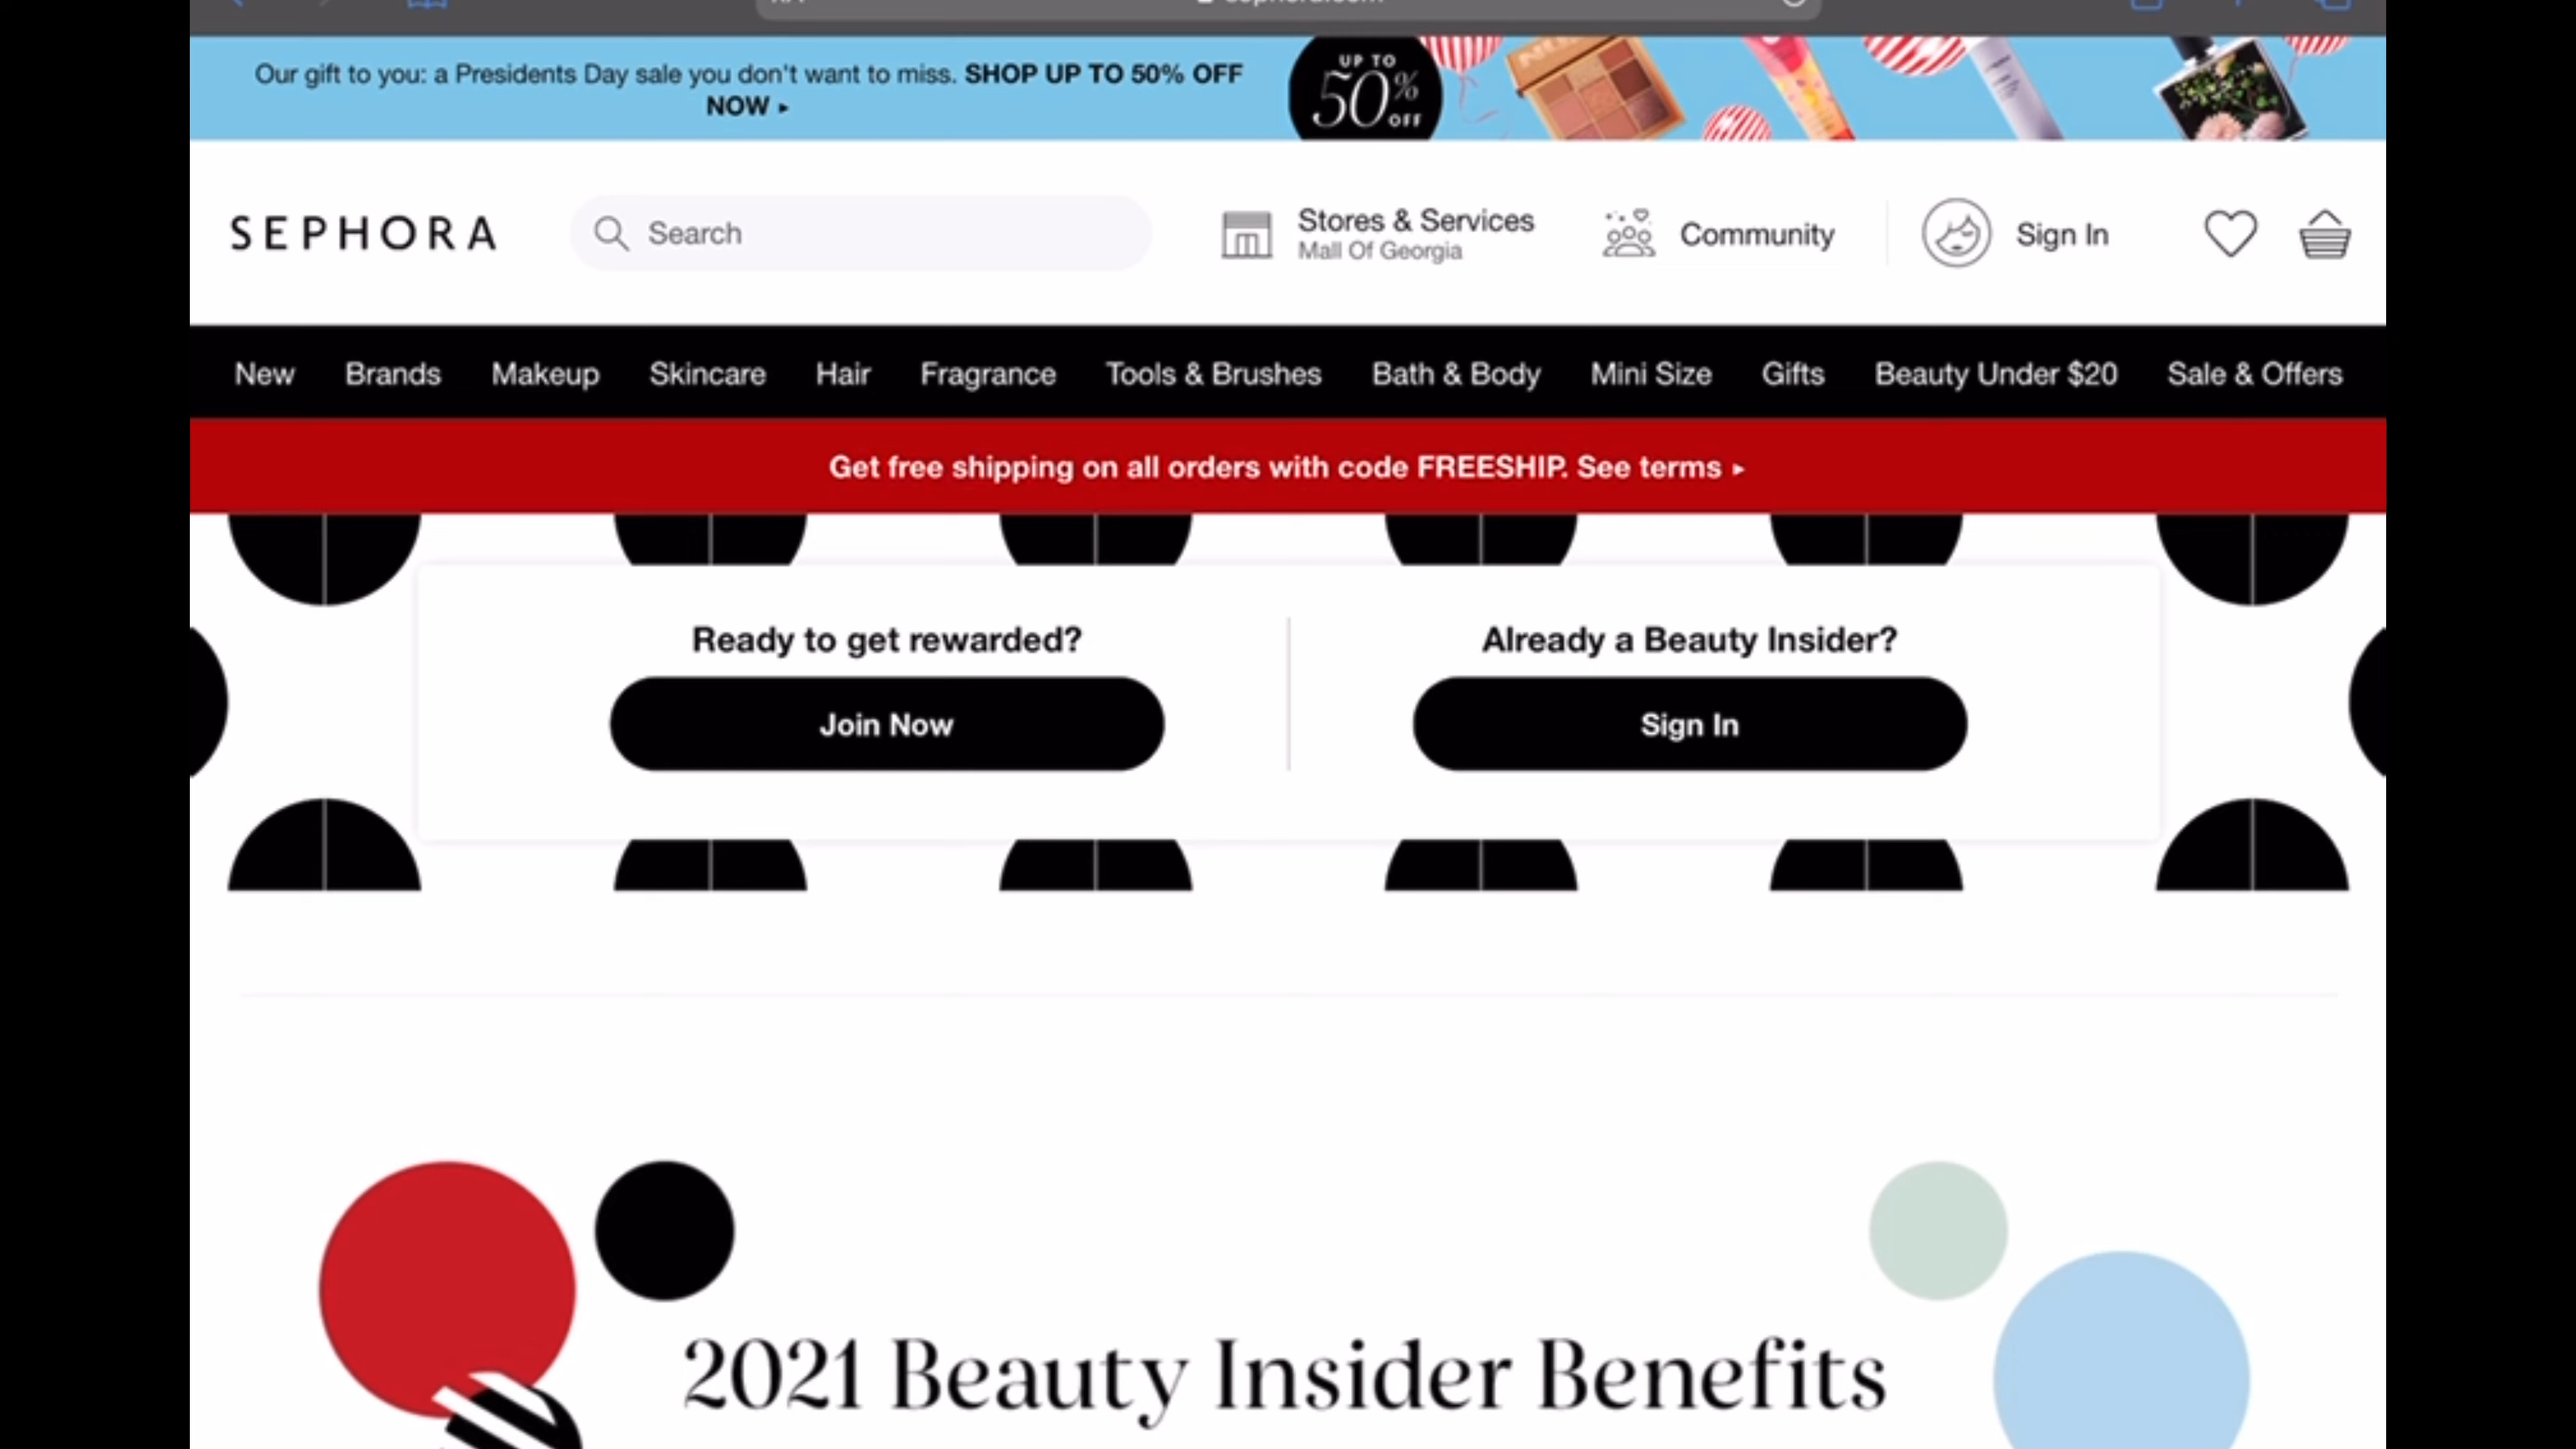 Our gift to you: a Presidents Day sale you don't want to miss. SHOP UP TO 50% OFF
NOW ▸
UP TO
50%
OFF
SEPHORA
Search
Stores & Services
Mall Of Georgia
Community
Sign In
New Brands Makeup Skincare Hair Fragrance Tools & Brushes Bath & Body Mini Size Gifts Beauty Under $20 Sale & Offers
Get free shipping on all orders with code FREESHIP. See terms ▸
Ready to get rewarded?
Join Now
Already a Beauty Insider?
Sign In
2021 Beauty Insider Benefits